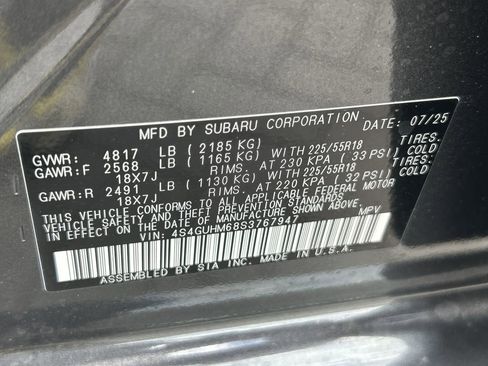 MFD BY SUBARU CORPORATION DATE: 07/25
GVWR: 4817 LB (2185 KG)
GAWR:F 2568 LB (1165 KG) WITH 225/55R18 TIRES.
18X7J RIMS. AT 230 KPA (33 PSI) COLD
GAWR:R 2491 LB (1130 KG) WITH 225/55R18 TIRES.
18X7J RIMS. AT 220 KPA (32 PSI) COLD
THIS VEHICLE CONFORMS TO ALL APPLICABLE FEDERAL MOTOR
VEHICLE SAFETY, BUMPER, AND THEFT PREVENTION STANDARDS
IN EFFECT ON THE DATE OF MANUFACTURE SHOWN ABOVE.
VIN: 4S4GUHM68S3767947 MPV
ASSEMBLED BY SIA INC. MADE IN U.S.A.